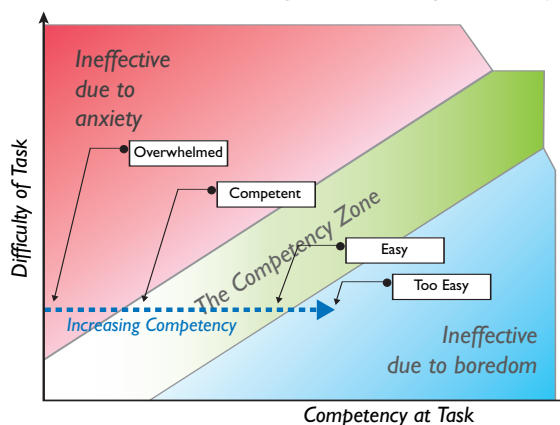 Ineffective
due to
anxiety
Overwhelmed
Competent
The Competency Zone
Easy
Too Easy
Increasing Competency
Ineffective
due to boredom
Difficulty of Task
Competency at Task